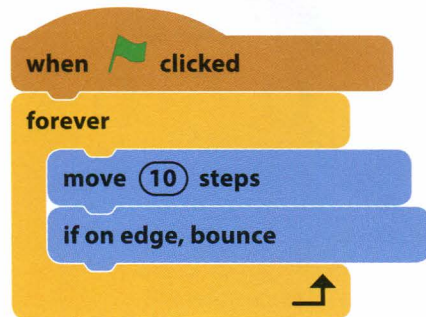 when clicked
forever
move 10 steps
if on edge, bounce